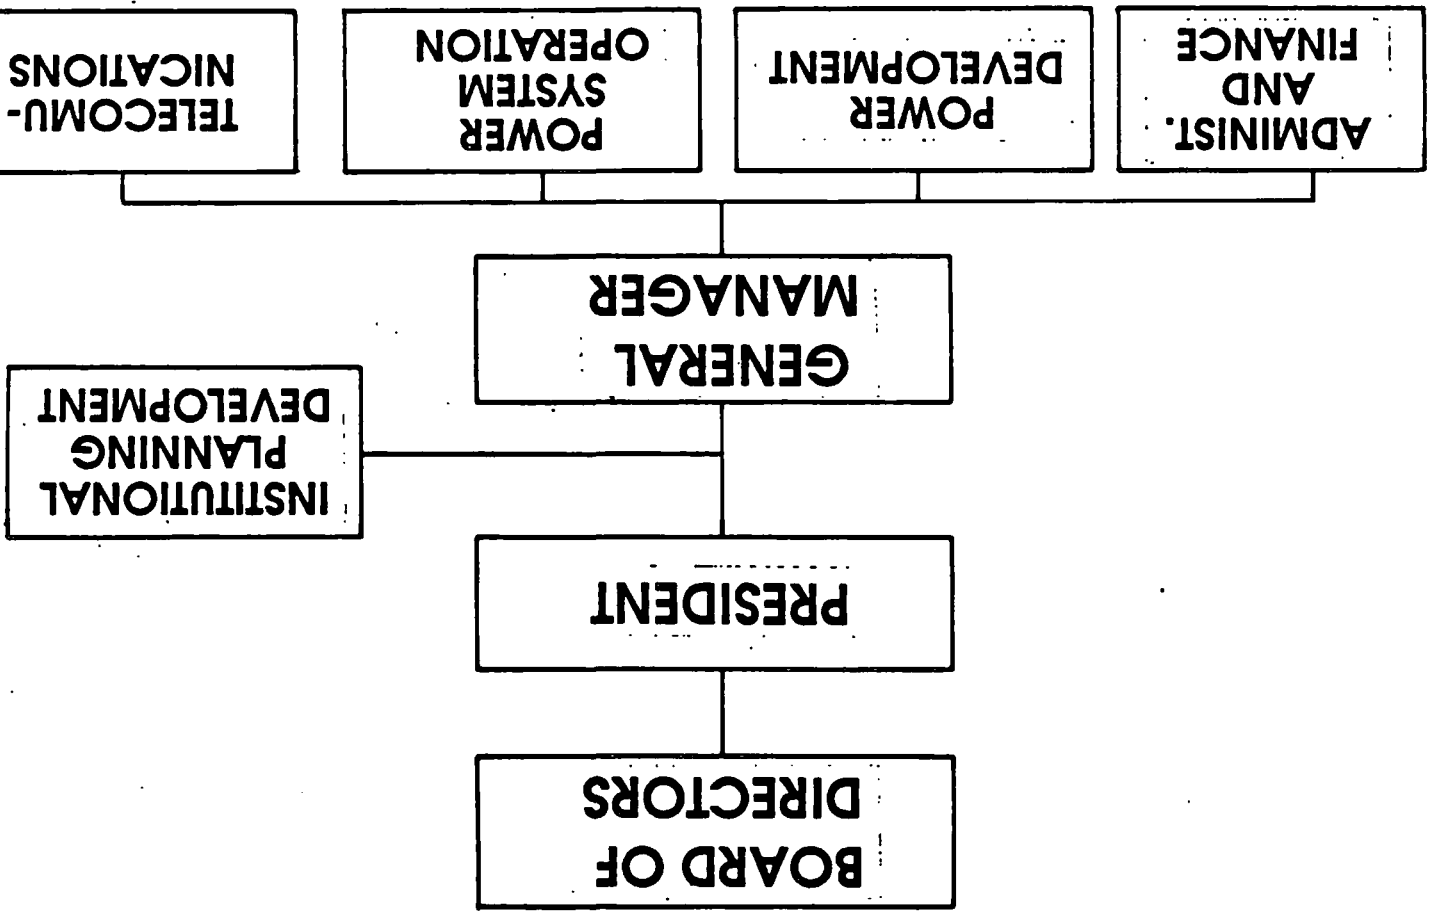 BOARD OF
DIRECTORS
PRESIDENT
INSTITUTIONAL
PLANNING
DEVELOPMENT
GENERAL
MANAGER
ADMINIST.
AND
FINANCE
POWER
DEVELOPMENT
POWER
SYSTEM
OPERATION
TELECOMU-
NICATIONS